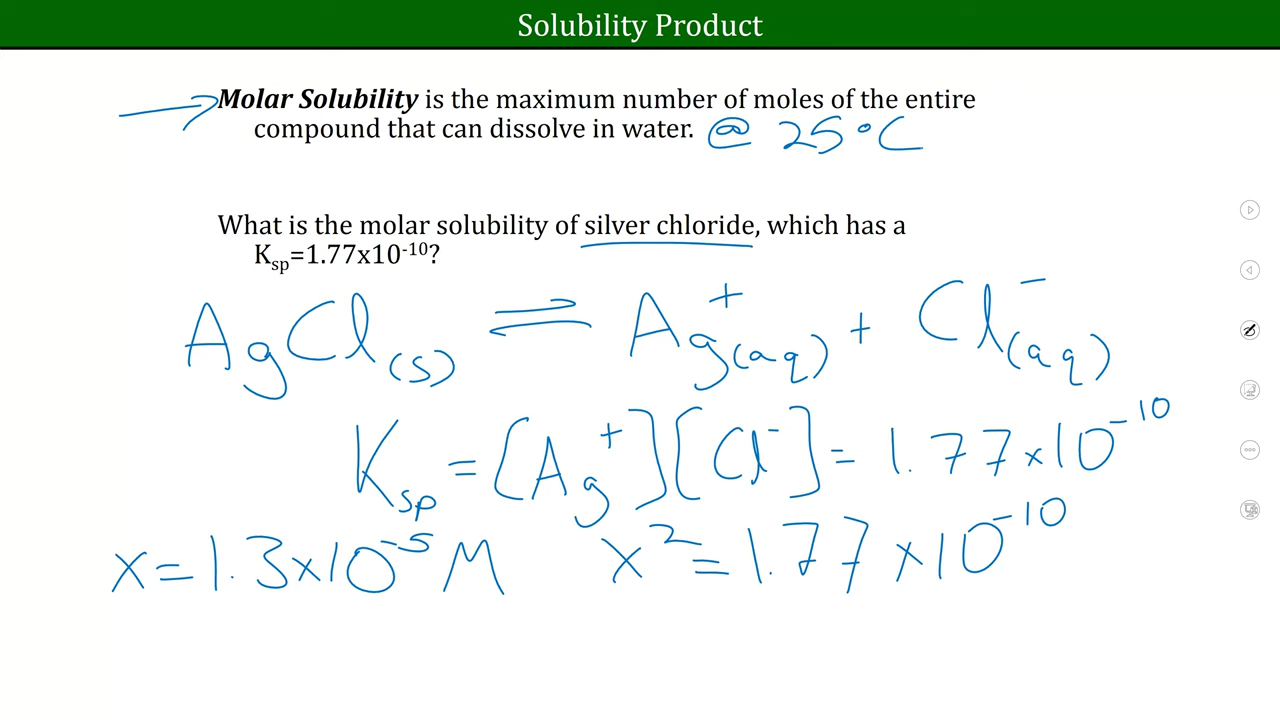 Solubility Product
Molar Solubility is the maximum number of moles of the entire
compound that can dissolve in water. @ 25°C
What is the molar solubility of silver chloride, which has a
Ksp=1.77x10⁻¹⁰?
AgCl(s) ⇌ Ag⁺(aq) + Cl⁻(aq)
Ksp = [Ag⁺][Cl⁻] = 1.77x10⁻¹⁰
x = 1.3x10⁻⁵ M x² = 1.77x10⁻¹⁰